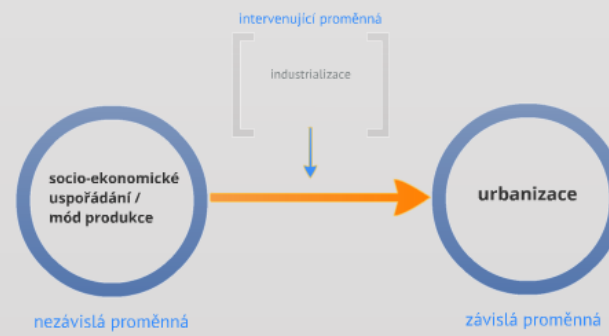 intervenující proměnná
industrializace
socio-ekonomické
uspořádání /
mód produkce
urbanizace
nezávislá proměnná
závislá proměnná